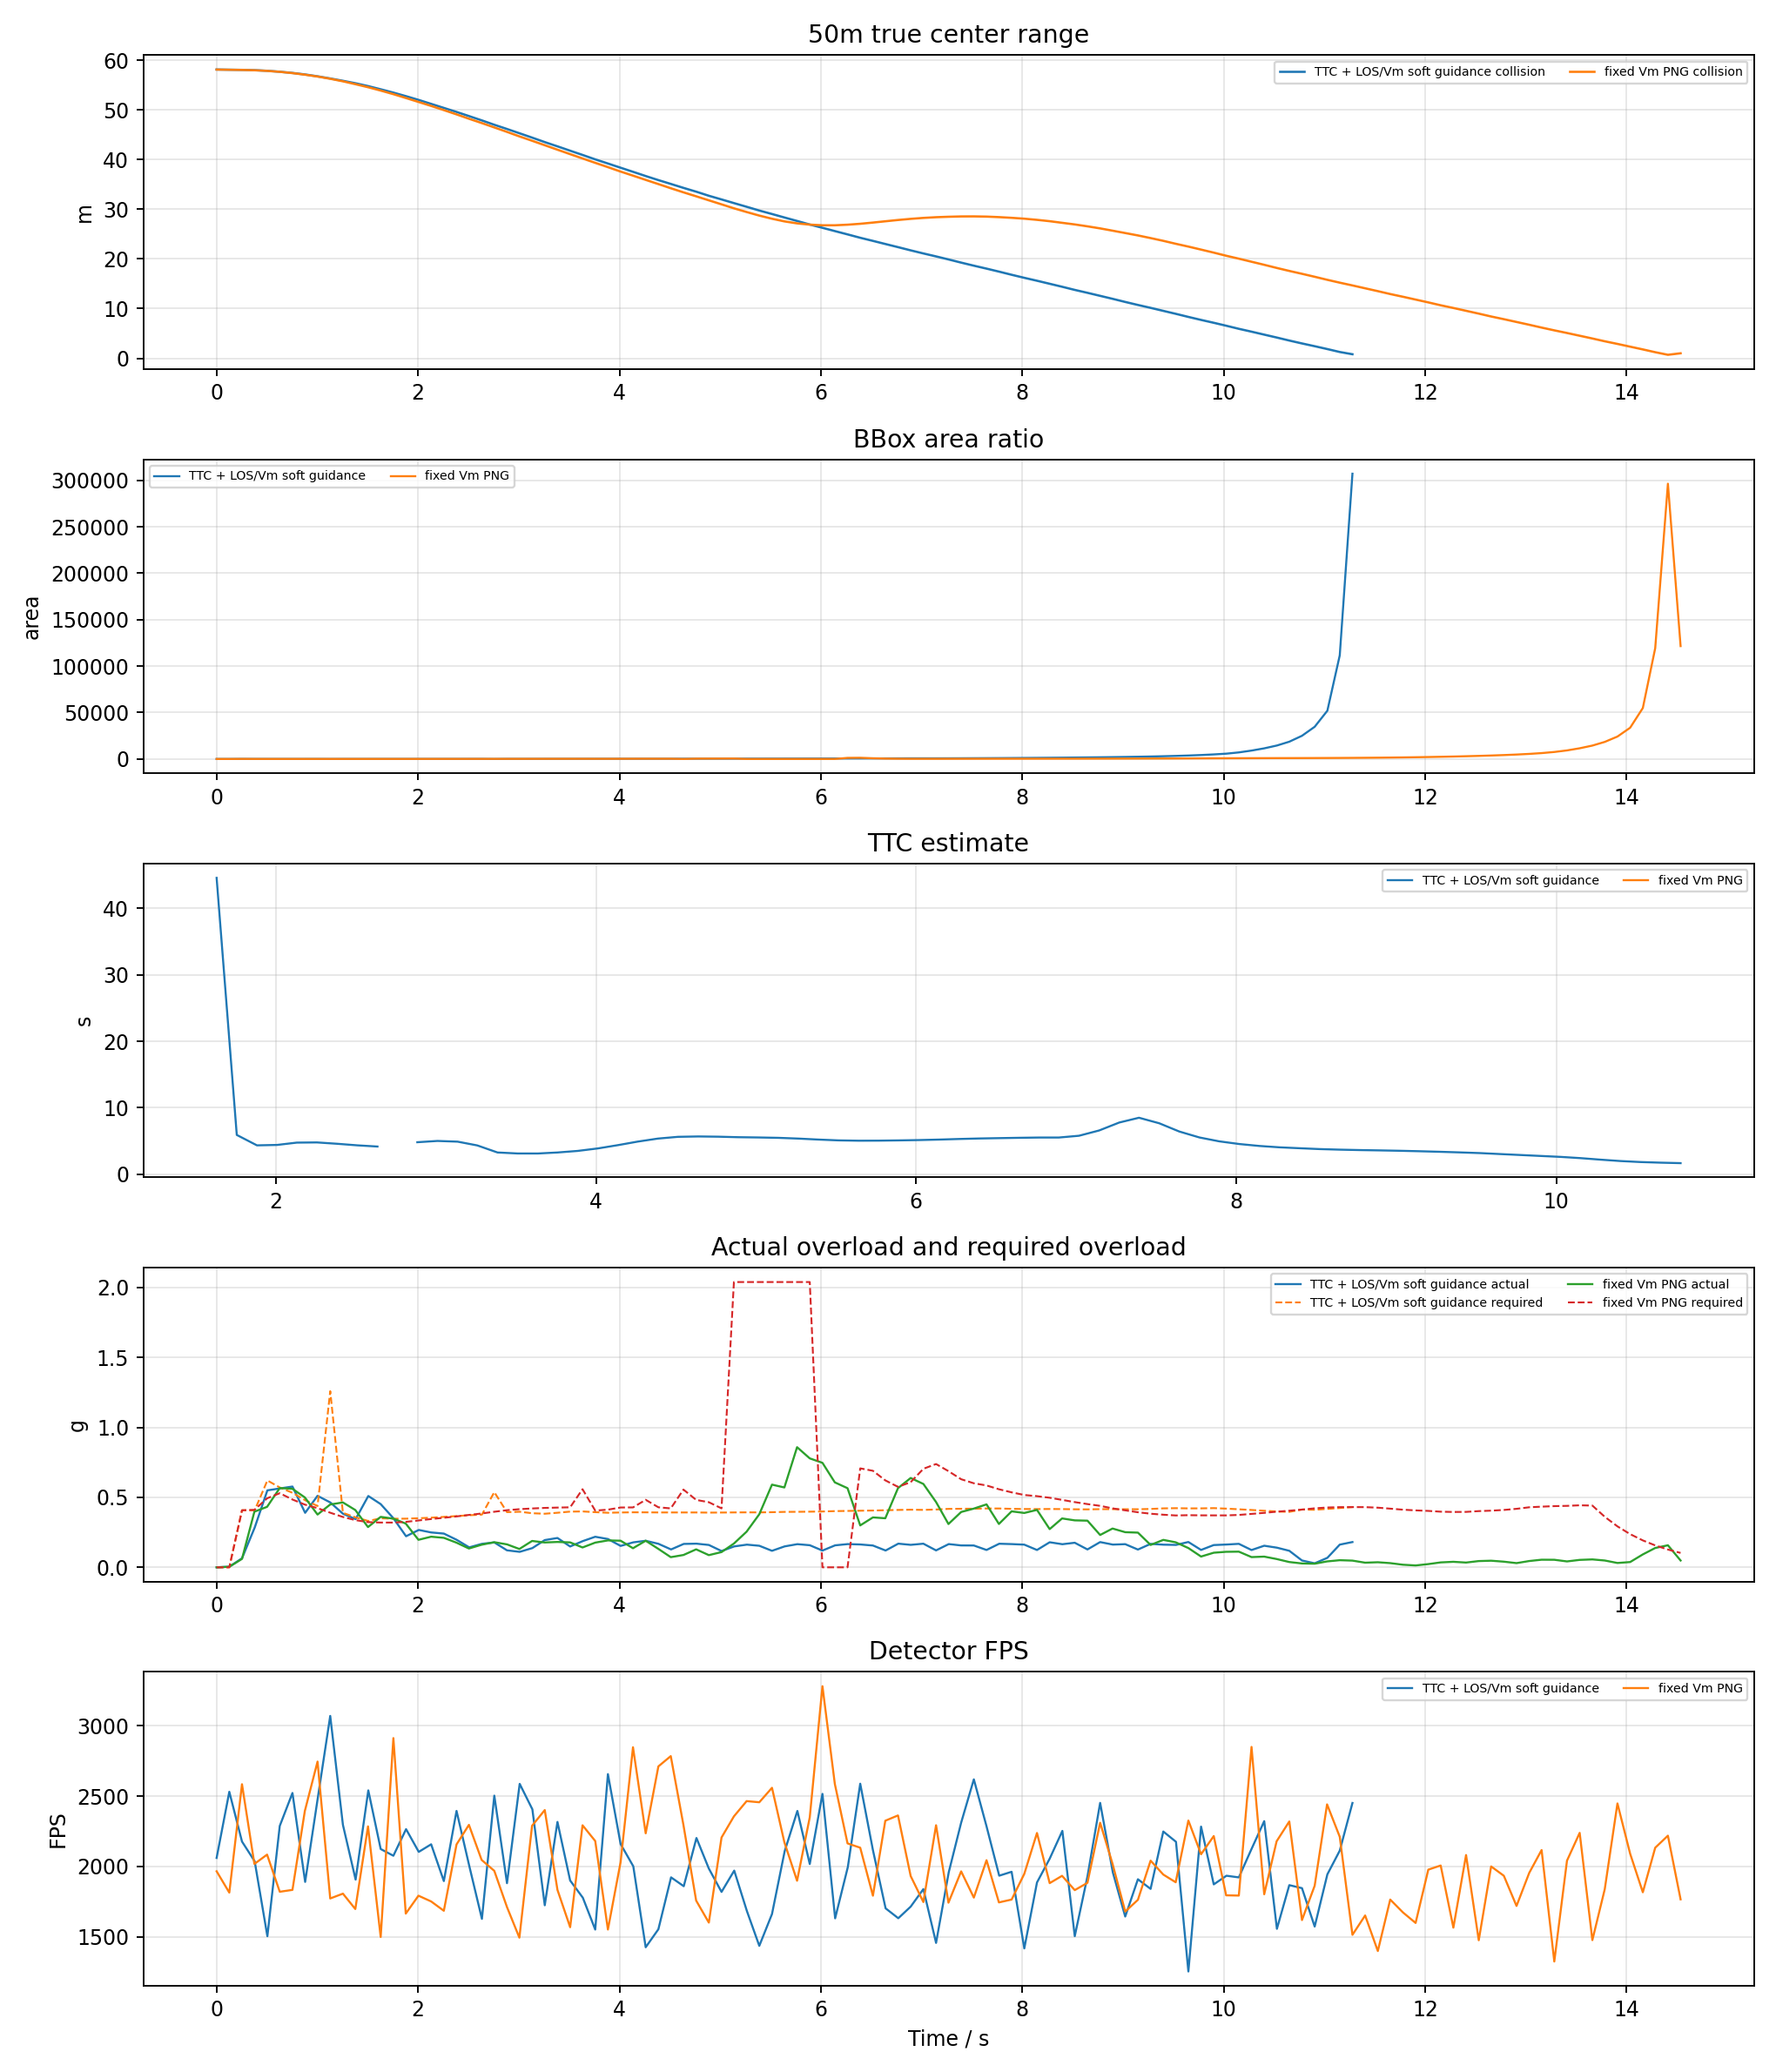 50m true center range
TTC + LOS/Vm soft guidance collision fixed Vm PNG collision
60
50
40
30
20
10
0
m
0 2 4 6 8 10 12 14
BBox area ratio
TTC + LOS/Vm soft guidance fixed Vm PNG
300000
250000
200000
150000
100000
50000
0
area
0 2 4 6 8 10 12 14
TTC estimate
TTC + LOS/Vm soft guidance fixed Vm PNG
40
30
20
10
0
s
2 4 6 8 10
Actual overload and required overload
TTC + LOS/Vm soft guidance actual fixed Vm PNG actual
TTC + LOS/Vm soft guidance required fixed Vm PNG required
2.0
1.5
1.0
0.5
0.0
g
0 2 4 6 8 10 12 14
Detector FPS
TTC + LOS/Vm soft guidance fixed Vm PNG
3000
2500
2000
1500
FPS
0 2 4 6 8 10 12 14
Time / s